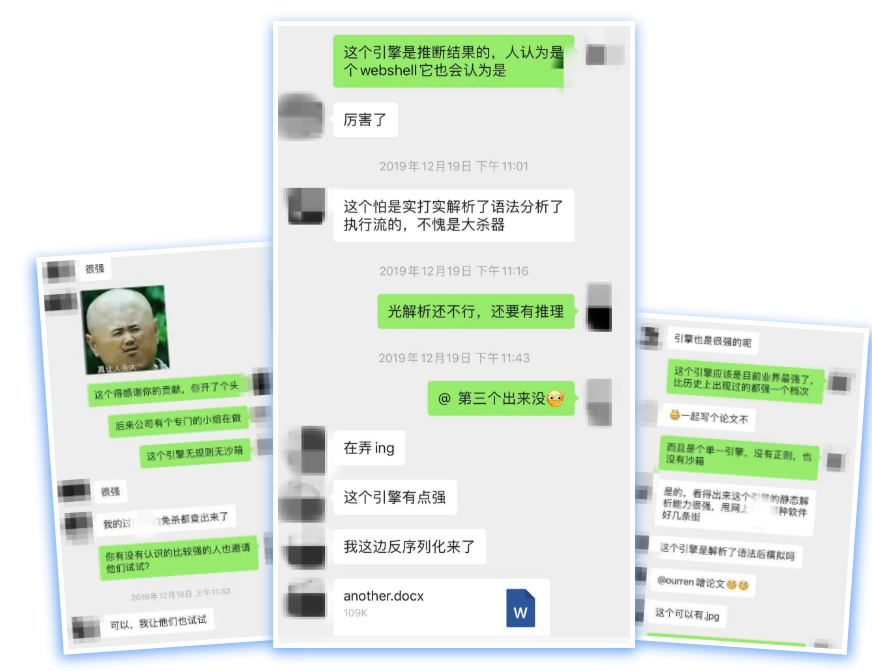 很强
真让人头大
这个得感谢你的贡献，你开了个头
后来公司有个专门的小组在做
这个引擎无规则无沙箱
很强
我的过
免杀都查出来了
你有没有认识的比较强的人也邀请
他们试试？
2019年12月18日 上午11:52
可以，我让他们也试试
这个引擎是推断结果的，人认为是
个webshell它也会认为是
厉害了
2019年12月19日 下午11:01
这个怕是实打实解析了语法分析了
执行流的，不愧是大杀器
2019年12月19日 下午11:16
光解析还不行，还要有推理
2019年12月19日 下午11:43
@ 第三个出来没
在弄ing
这个引擎有点强
我这边反序列化来了
another.docx
109K
W
引擎也是很强的呢
这个引擎应该是目前业界最强了，
比历史上出现过的都强一个档次
一起写个论文不
而且是个单一引擎，没有正则，也
没有沙箱
是的，看得出来这个引擎的静态解
析能力很强，甩网上
那种软件
好几条街
这个引擎是解析了语法后模拟吗
@ourren 啥论文
这个可以有.jpg